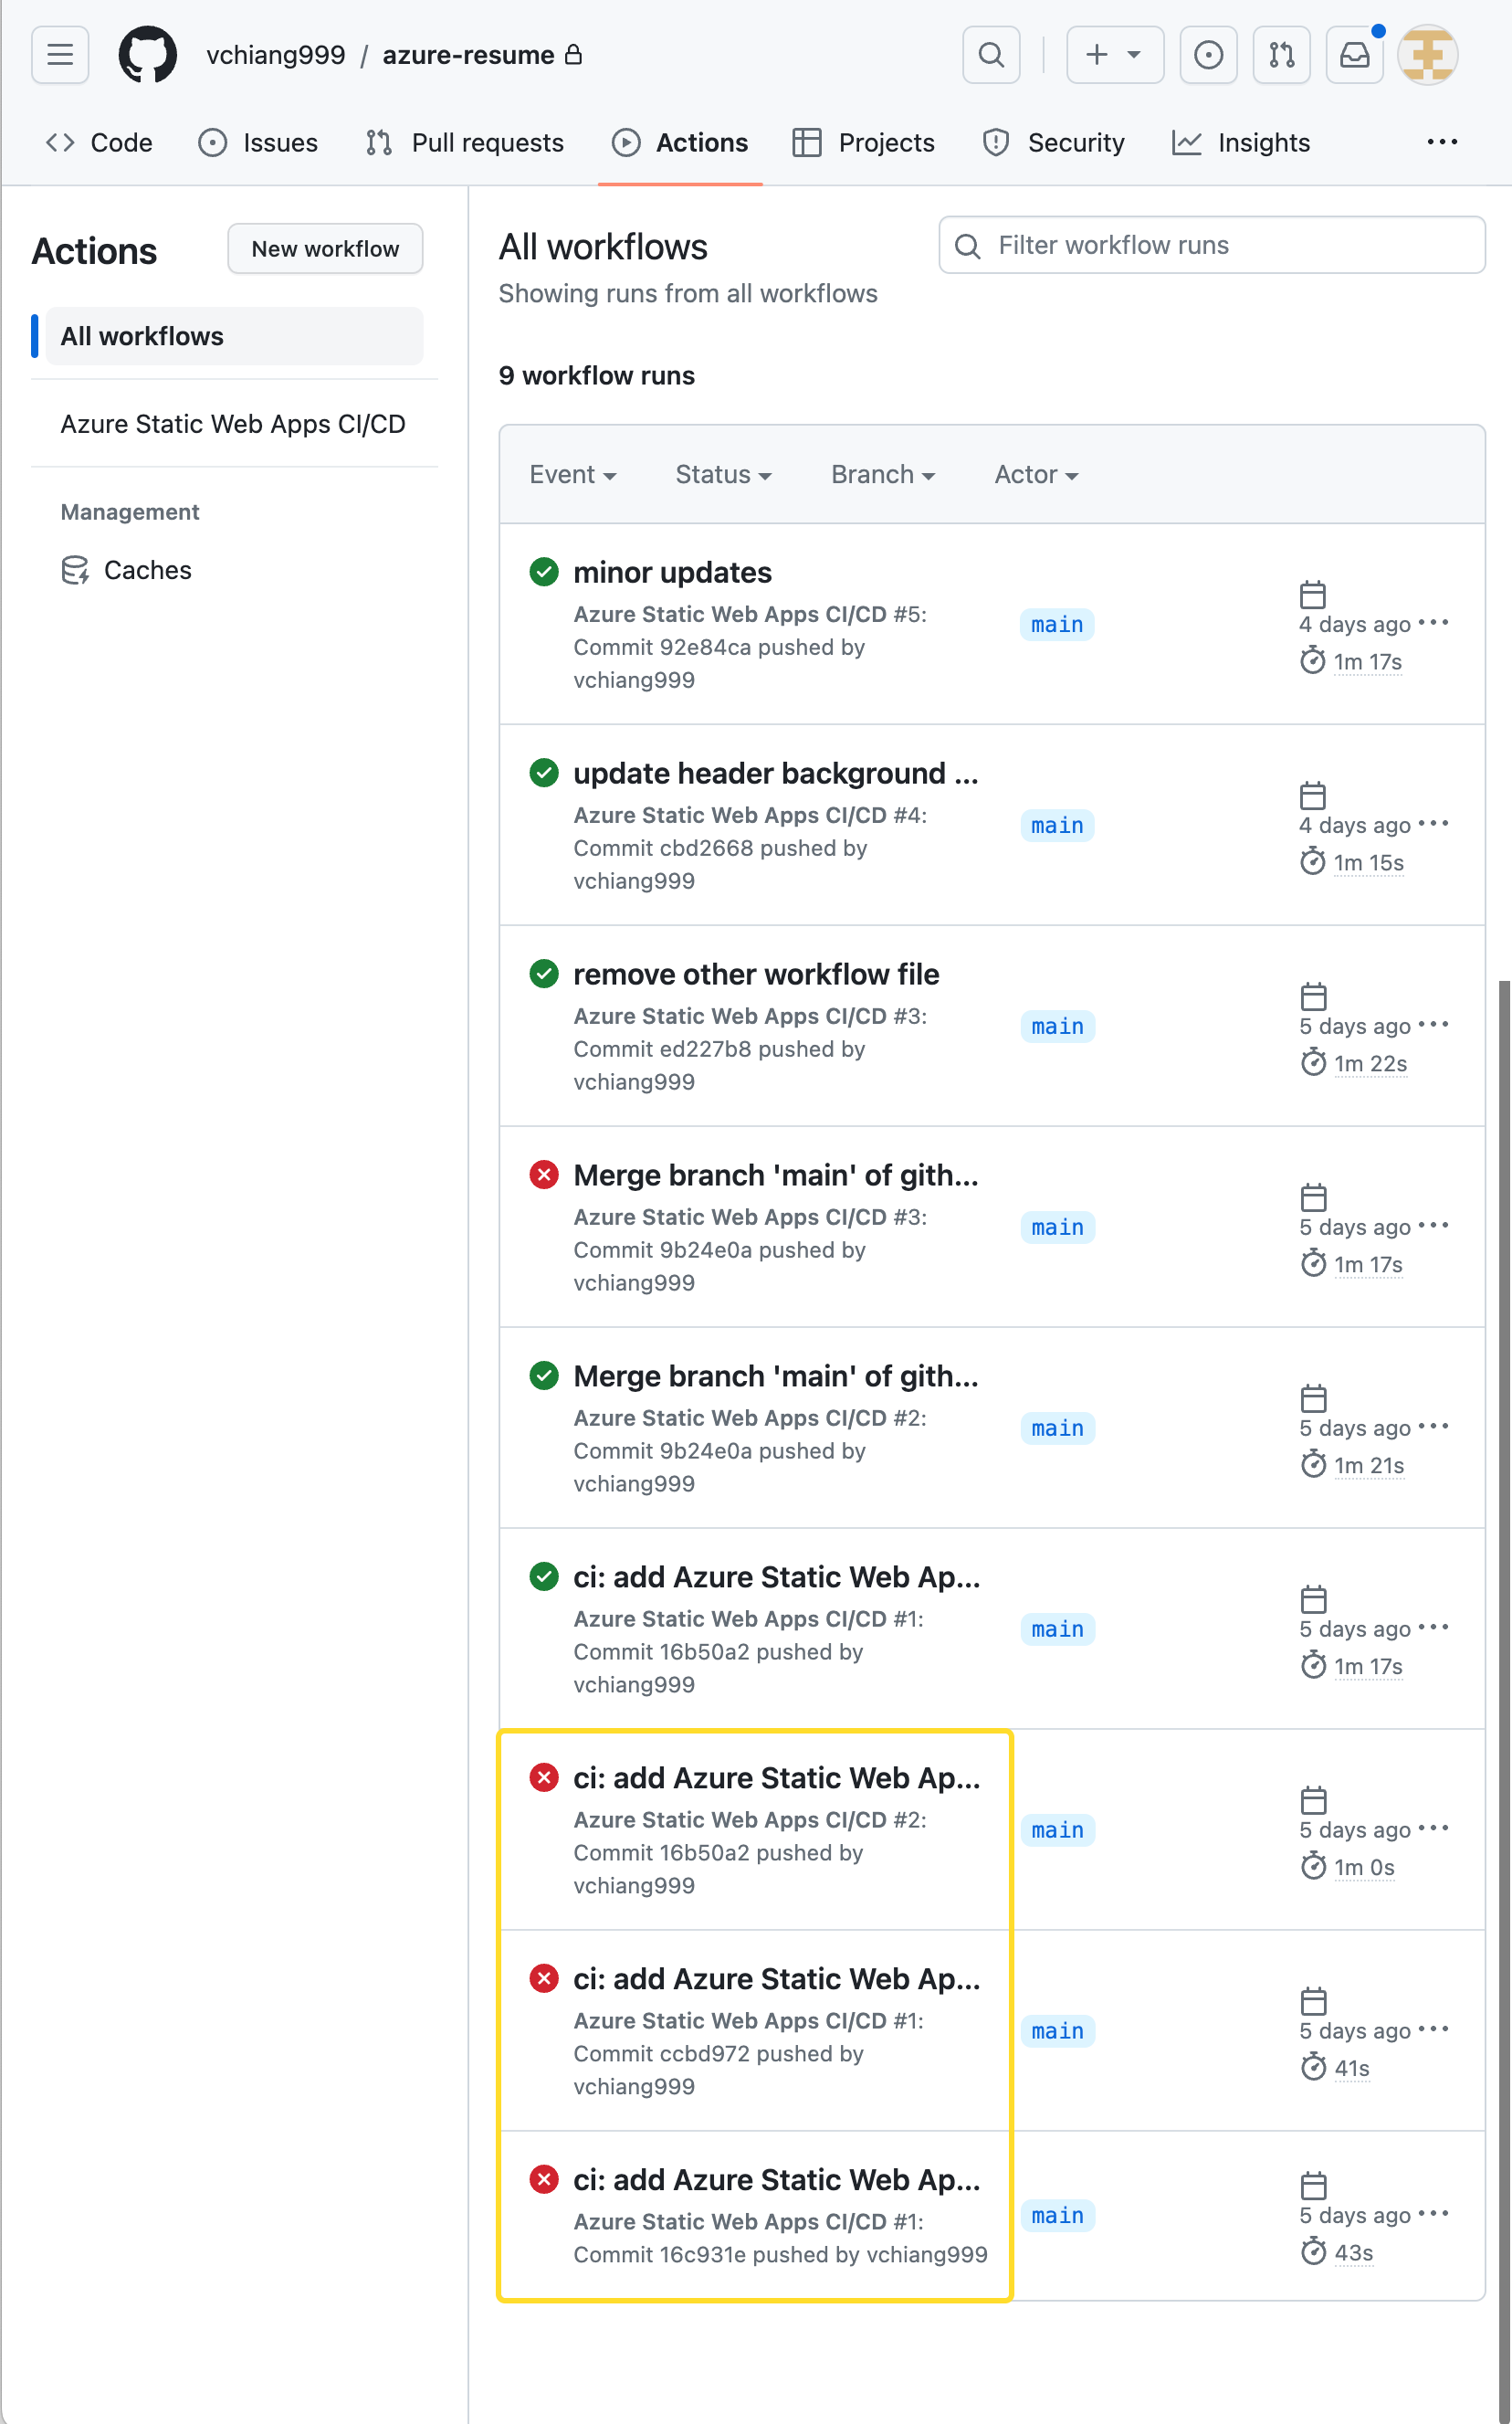 vchiang999 / azure-resume
Code Issues Pull requests Actions Projects Security Insights
Actions
New workflow
All workflows
Azure Static Web Apps CI/CD
Management
Caches
All workflows
Showing runs from all workflows
Filter workflow runs
9 workflow runs
Event Status Branch Actor
minor updates
Azure Static Web Apps CI/CD #5:
Commit 92e84ca pushed by
vchiang999
main
4 days ago
1m 17s
update header background ...
Azure Static Web Apps CI/CD #4:
Commit cbd2668 pushed by
vchiang999
main
4 days ago
1m 15s
remove other workflow file
Azure Static Web Apps CI/CD #3:
Commit ed227b8 pushed by
vchiang999
main
5 days ago
1m 22s
Merge branch 'main' of gith...
Azure Static Web Apps CI/CD #3:
Commit 9b24e0a pushed by
vchiang999
main
5 days ago
1m 17s
Merge branch 'main' of gith...
Azure Static Web Apps CI/CD #2:
Commit 9b24e0a pushed by
vchiang999
main
5 days ago
1m 21s
ci: add Azure Static Web Ap...
Azure Static Web Apps CI/CD #1:
Commit 16b50a2 pushed by
vchiang999
main
5 days ago
1m 17s
ci: add Azure Static Web Ap...
Azure Static Web Apps CI/CD #2:
Commit 16b50a2 pushed by
vchiang999
main
5 days ago
1m 0s
ci: add Azure Static Web Ap...
Azure Static Web Apps CI/CD #1:
Commit ccbd972 pushed by
vchiang999
main
5 days ago
41s
ci: add Azure Static Web Ap...
Azure Static Web Apps CI/CD #1:
Commit 16c931e pushed by vchiang999
main
5 days ago
43s